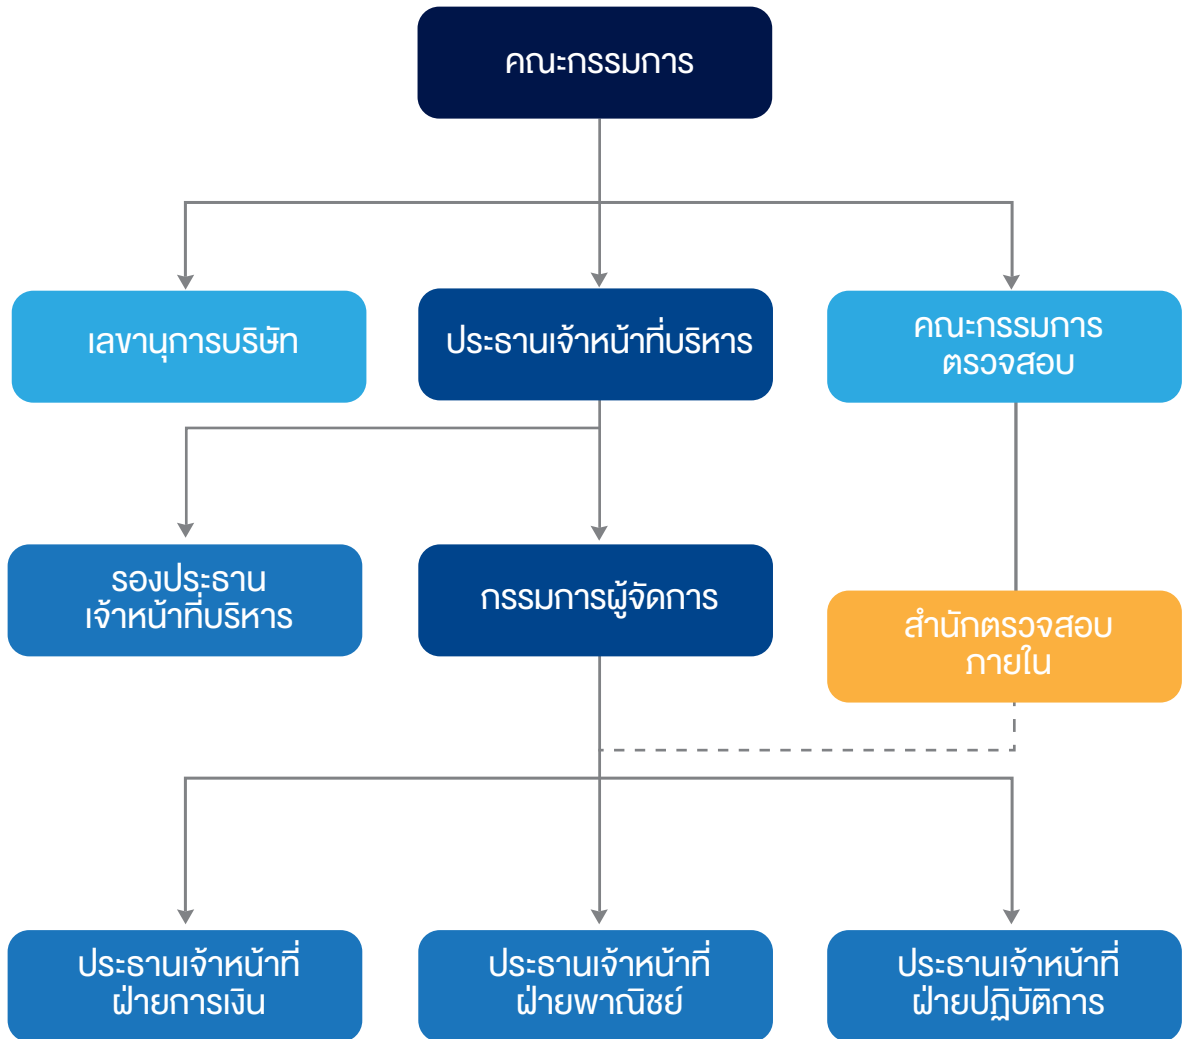 คณะกรรมการ
เลขานุการบริษัท
ประธานเจ้าหน้าที่บริหาร
คณะกรรมการ
ตรวจสอบ
รองประธาน
เจ้าหน้าที่บริหาร
กรรมการผู้จัดการ
สำนักตรวจสอบ
ภายใน
ประธานเจ้าหน้าที่
ฝ่ายการเงิน
ประธานเจ้าหน้าที่
ฝ่ายพาณิชย์
ประธานเจ้าหน้าที่
ฝ่ายปฏิบัติการ